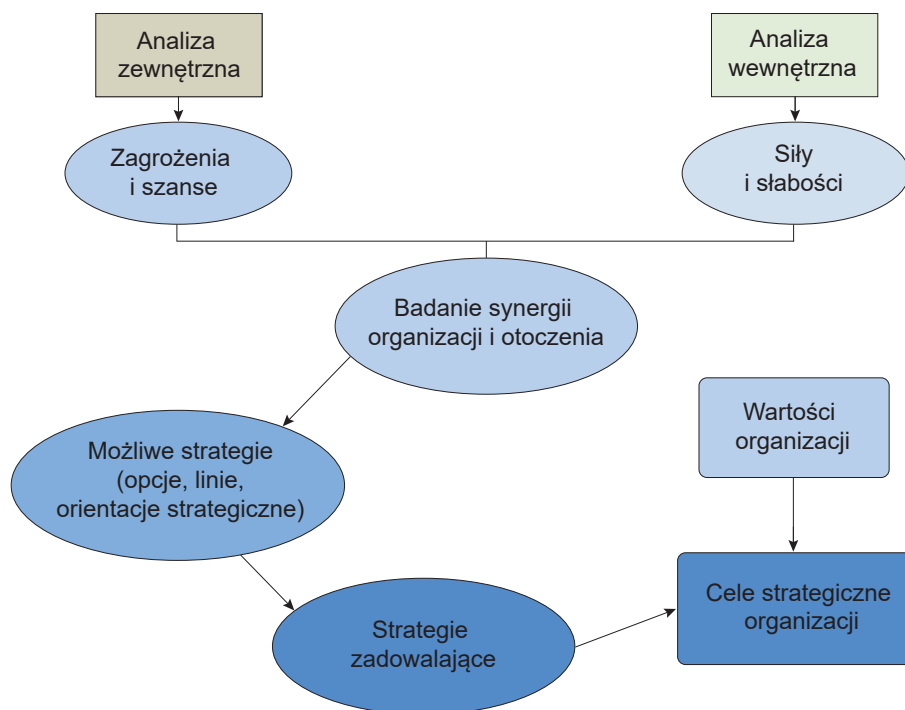 Analiza
zewnętrzna
Analiza
wewnętrzna
Zagrożenia
i szanse
Siły
i słabości
Badanie synergii
organizacji i otoczenia
Możliwe strategie
(opcje, linie,
orientacje strategiczne)
Wartości
organizacji
Strategie
zadowalające
Cele strategiczne
organizacji